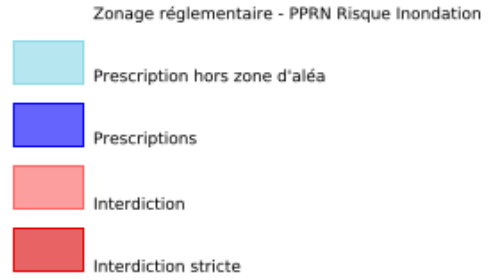 Zonage réglementaire - PPRN Risque Inondation
Prescription hors zone d'aléa
Prescriptions
Interdiction
Interdiction stricte